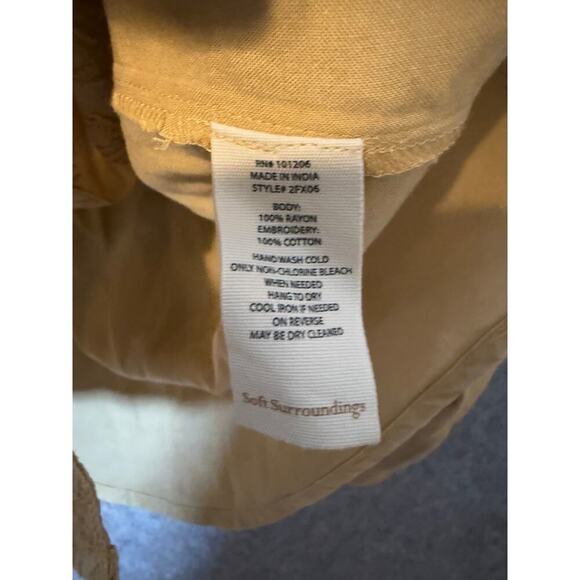 RN# 101206
MADE IN INDIA
STYLE# 2FX06
BODY:
100% RAYON
EMBROIDERY:
100% COTTON
HAND WASH COLD
ONLY NON-CHLORINE BLEACH
WHEN NEEDED
HANG TO DRY
COOL IRON IF NEEDED
ON REVERSE
MAY BE DRY CLEANED
Soft Surroundings